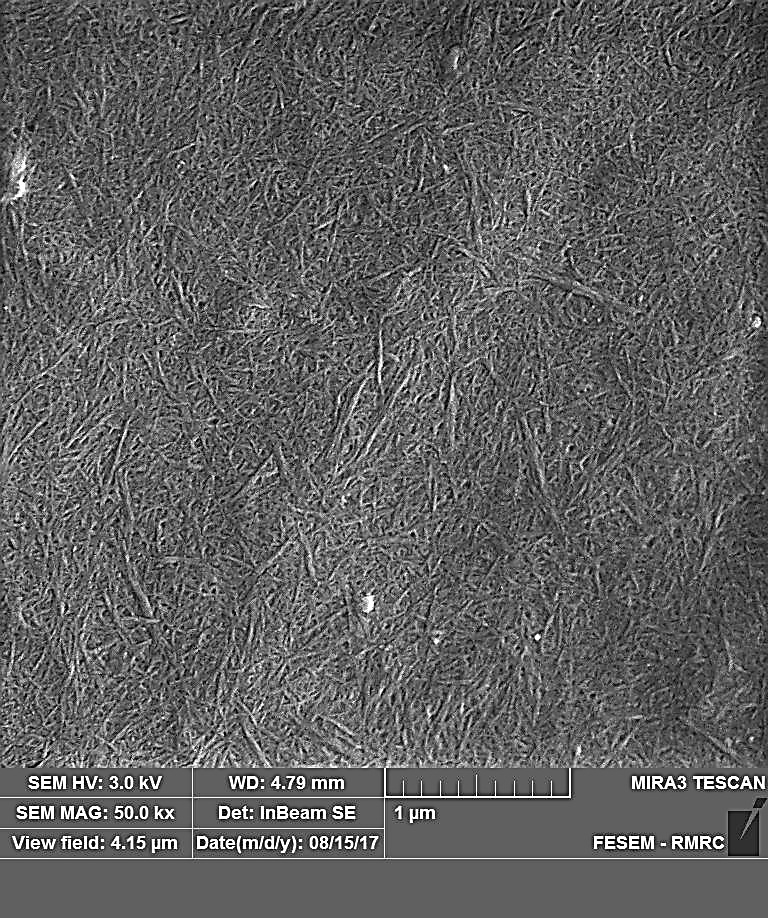 SEM HV: 3.0 kV WD: 4.79 mm MIRA3 TESCAN
SEM MAG: 50.0 kx Det: InBeam SE 1 µm
View field: 4.15 µm Date(m/d/y): 08/15/17 FESEM - RMRC